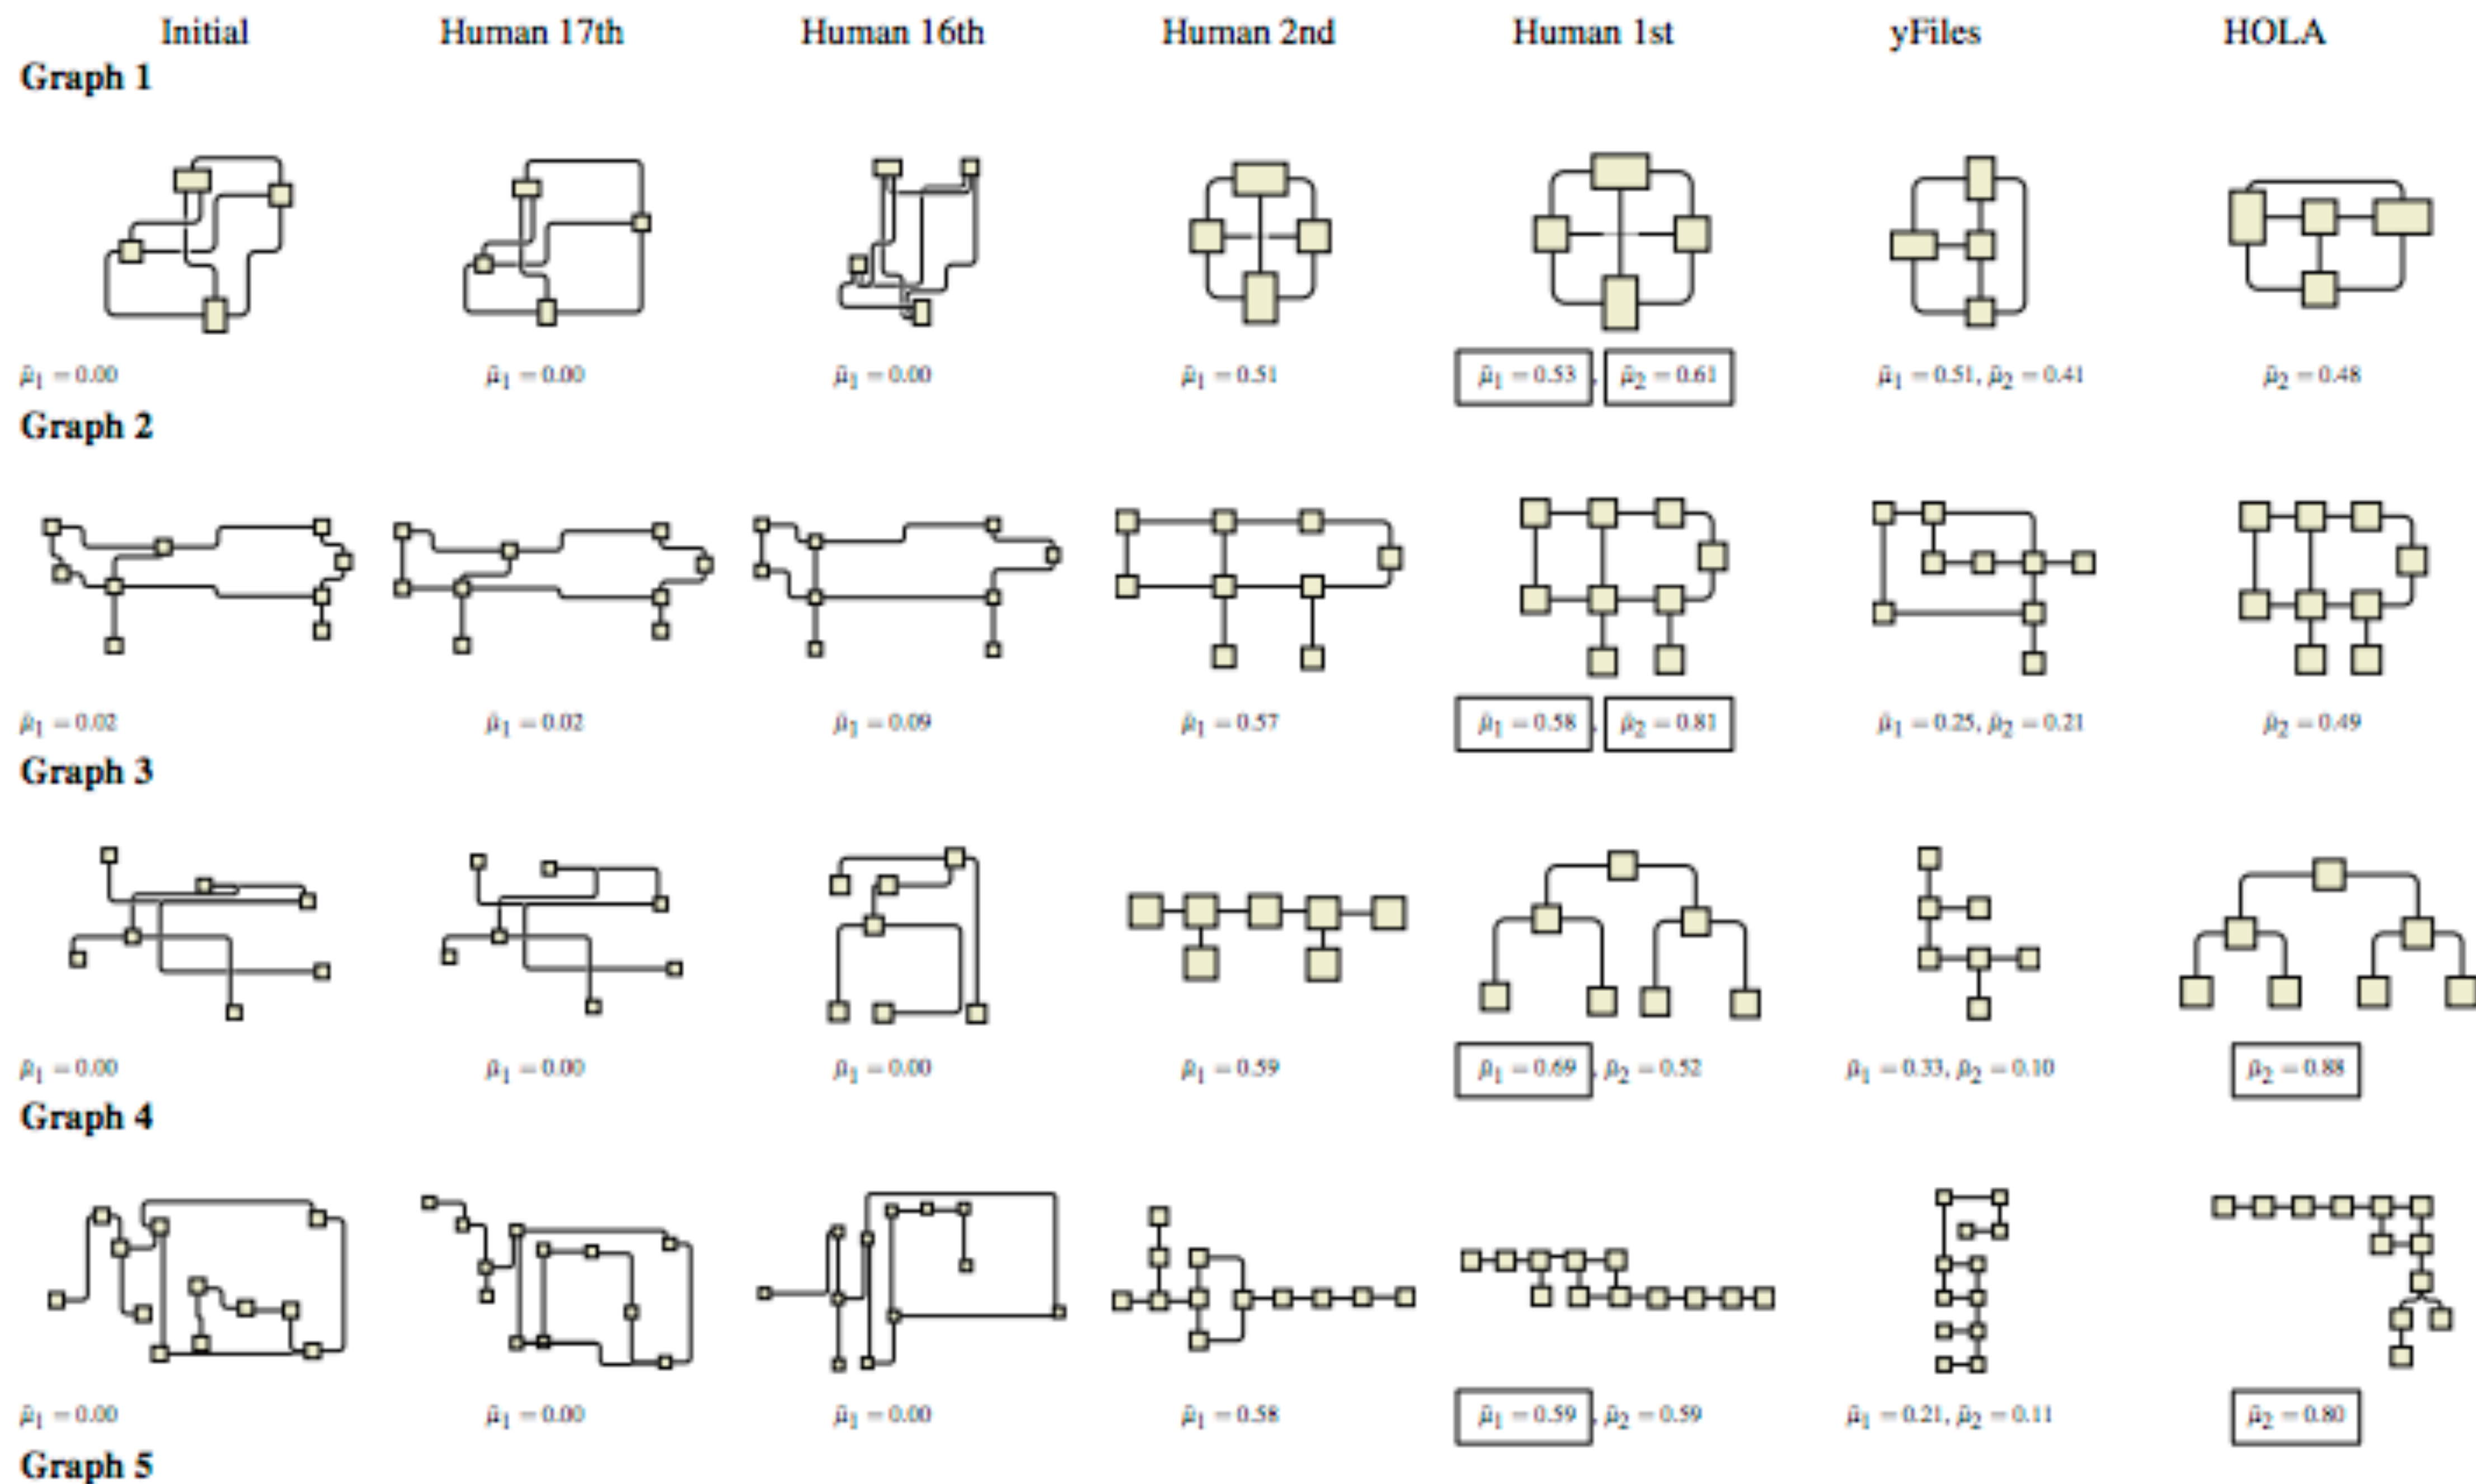 Initial Human 17th Human 16th Human 2nd Human 1st yFiles HOLA
Graph 1
μ̂1 = 0.00 μ̂1 = 0.00 μ̂1 = 0.00 μ̂1 = 0.51 μ̂1 = 0.53, μ̂2 = 0.61 μ̂1 = 0.51, μ̂2 = 0.41 μ̂2 = 0.48
Graph 2
μ̂1 = 0.02 μ̂1 = 0.02 μ̂1 = 0.09 μ̂1 = 0.57 μ̂1 = 0.58, μ̂2 = 0.81 μ̂1 = 0.25, μ̂2 = 0.21 μ̂2 = 0.49
Graph 3
μ̂1 = 0.00 μ̂1 = 0.00 μ̂1 = 0.00 μ̂1 = 0.59 μ̂1 = 0.69, μ̂2 = 0.52 μ̂1 = 0.33, μ̂2 = 0.10 μ̂2 = 0.88
Graph 4
μ̂1 = 0.00 μ̂1 = 0.00 μ̂1 = 0.00 μ̂1 = 0.58 μ̂1 = 0.59, μ̂2 = 0.59 μ̂1 = 0.21, μ̂2 = 0.11 μ̂2 = 0.80
Graph 5